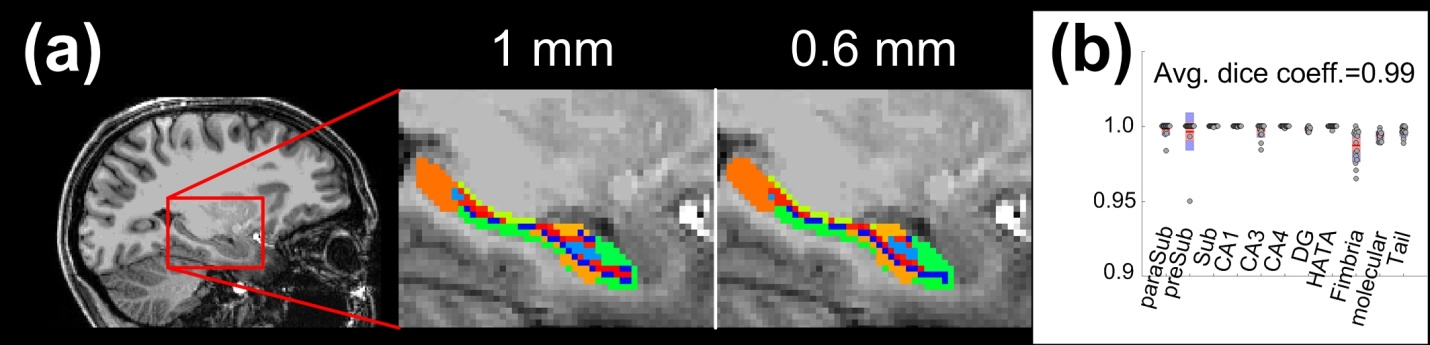 (a)
1 mm
0.6 mm
(b)
Avg. dice coeff.=0.99
1.0
0.95
0.9
paraSub
preSub
Sub
CA1
CA3
CA4
DG
HATA
Fimbria
molecular
Tail